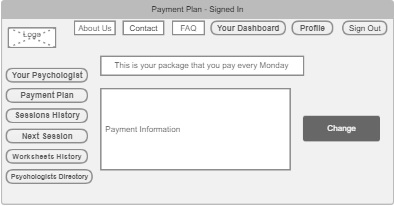 Payment Plan - Signed In
Logo
About Us
Contact
FAQ
Your Dashboard
Profile
Sign Out
This is your package that you pay every Monday
Your Psychologist
Payment Plan
Sessions History
Next Session
Worksheets History
Psychologists Directory
Payment Information
Change